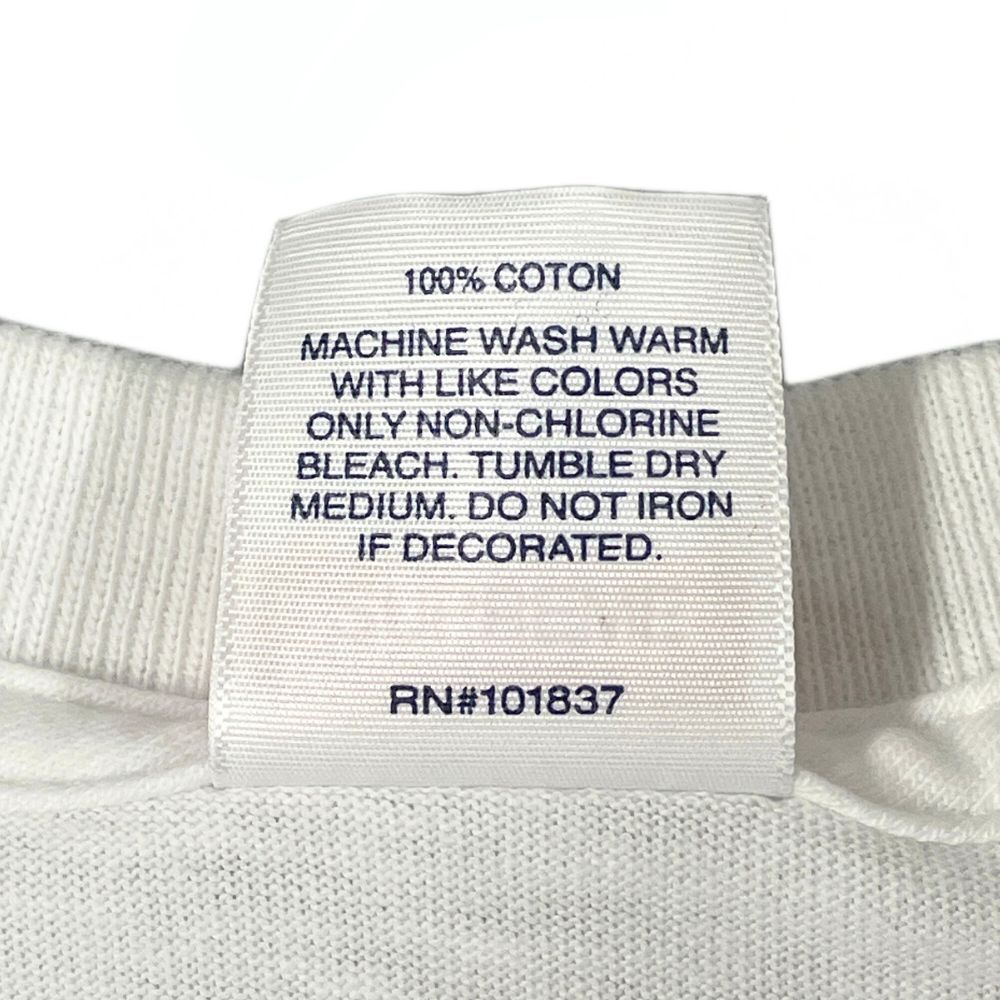 100% COTON
MACHINE WASH WARM
WITH LIKE COLORS
ONLY NON-CHLORINE
BLEACH. TUMBLE DRY
MEDIUM. DO NOT IRON
IF DECORATED.
RN#101837